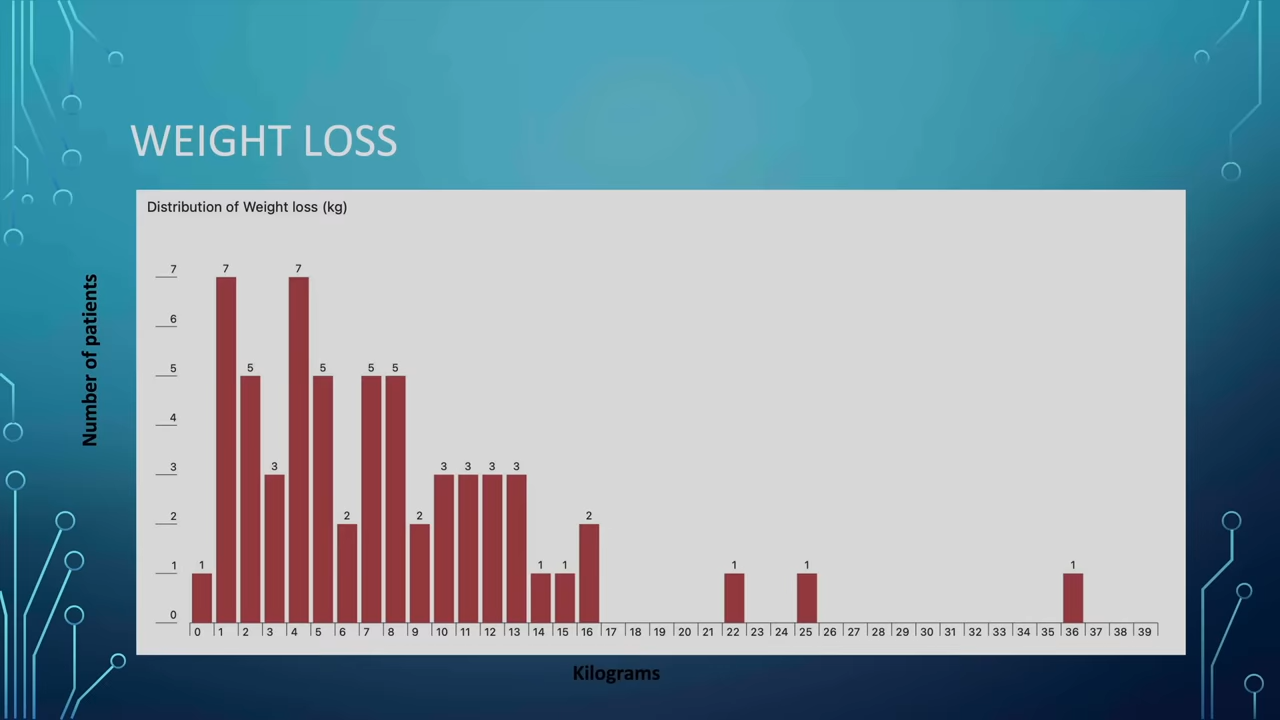 WEIGHT LOSS
Distribution of Weight loss (kg)
Number of patients
7
6
5
4
3
2
1
0
1 7 5 3 7 5 2 5 5 2 3 3 3 3 1 1 2 1 1 1
0 1 2 3 4 5 6 7 8 9 10 11 12 13 14 15 16 17 18 19 20 21 22 23 24 25 26 27 28 29 30 31 32 33 34 35 36 37 38 39
Kilograms